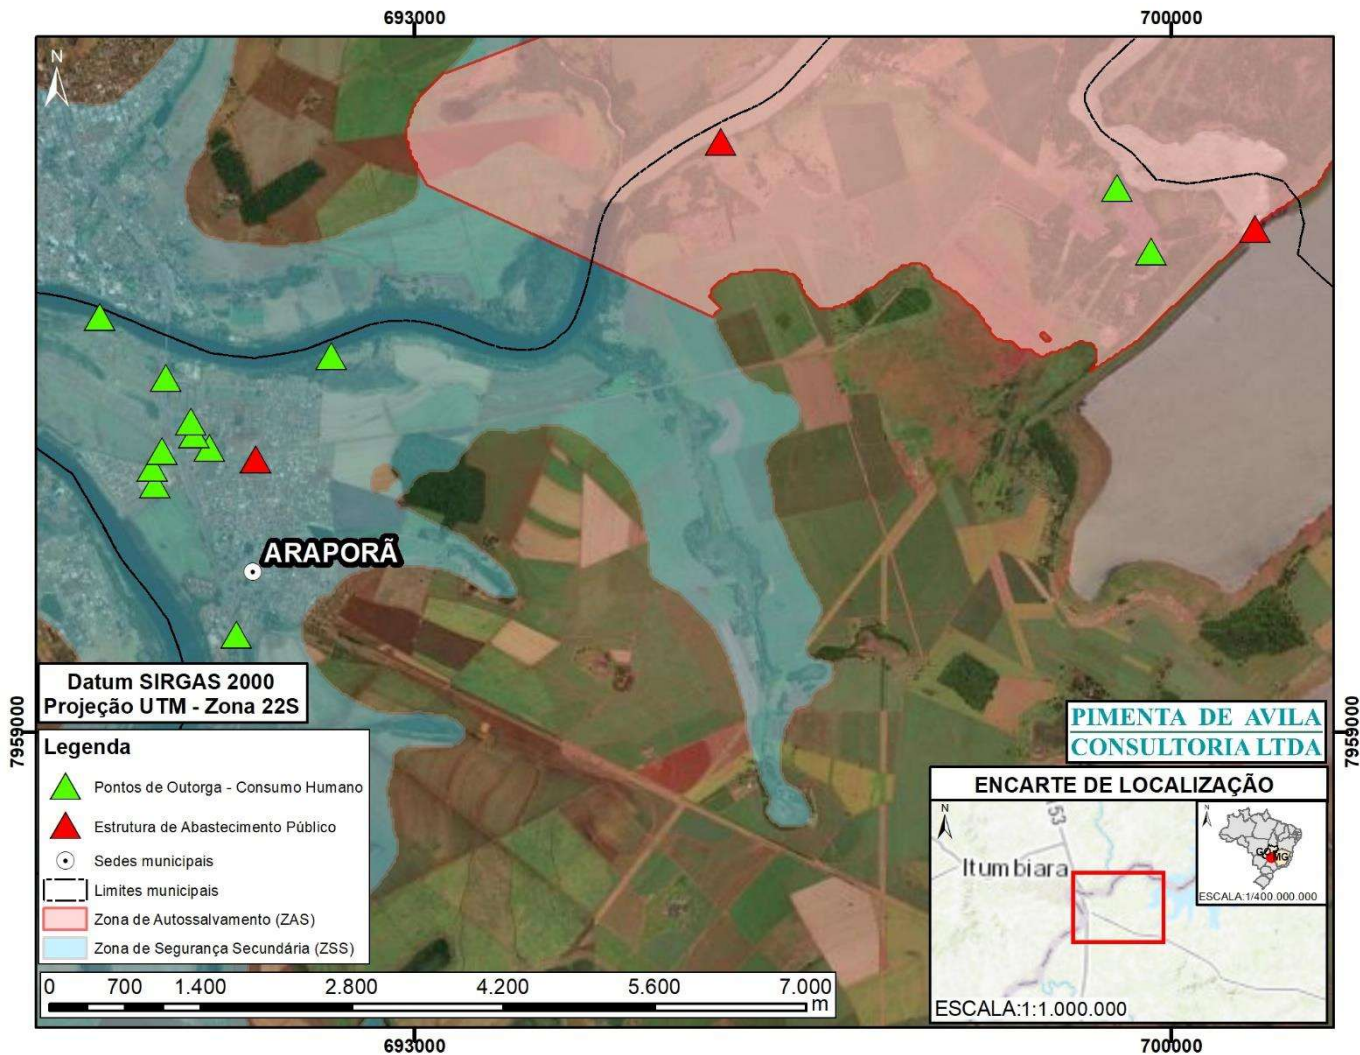 693000
700000
N
ARAPORÃ
Datum SIRGAS 2000
Projeção UTM - Zona 22S
7959000
7959000
Legenda
Pontos de Outorga - Consumo Humano
Estrutura de Abastecimento Público
Sedes municipais
Limites municipais
Zona de Autossalvamento (ZAS)
Zona de Segurança Secundária (ZSS)
0 700 1.400 2.800 4.200 5.600 7.000
m
PIMENTA DE AVILA
CONSULTORIA LTDA
ENCARTE DE LOCALIZAÇÃO
N
153
Itumbiara
N
GO
MG
ESCALA:1/400.000.000
ESCALA:1:1.000.000
693000
700000